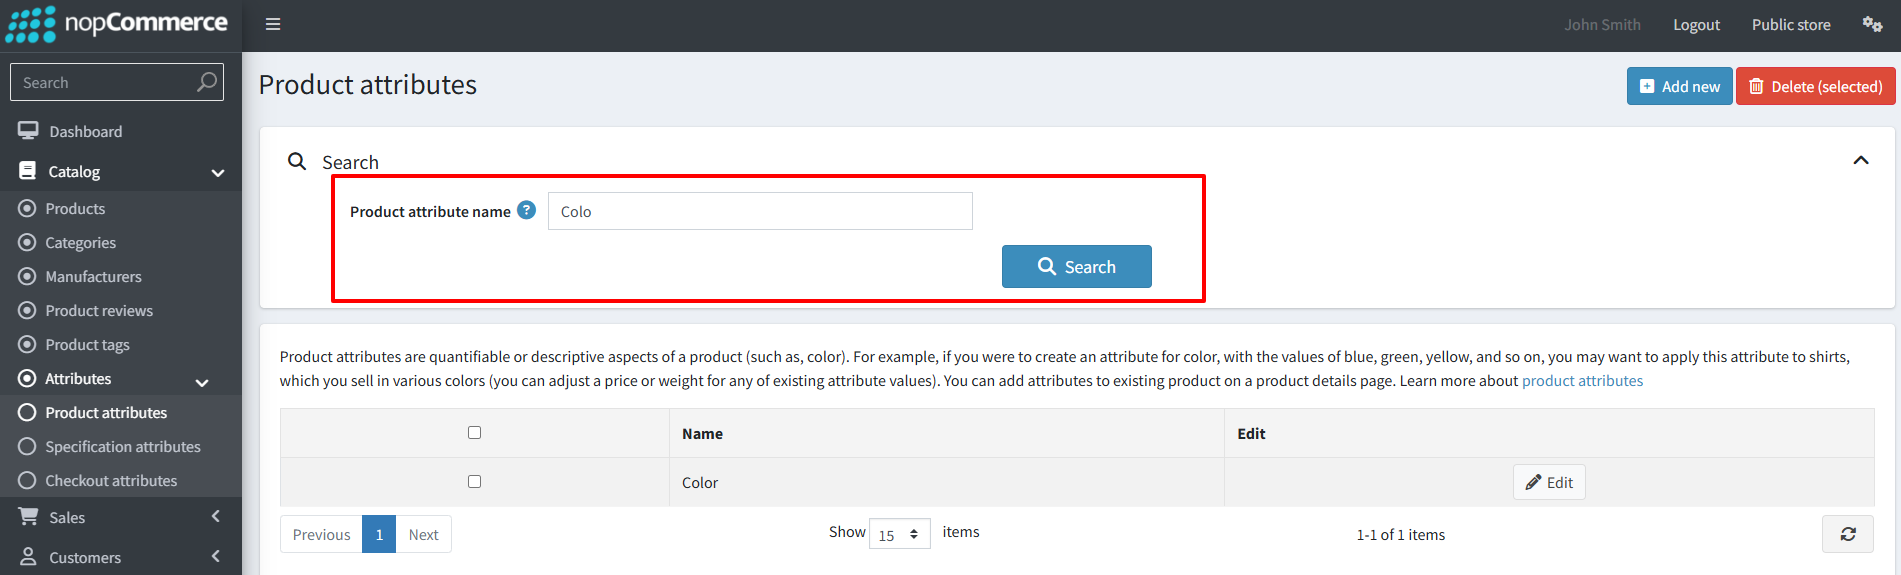 nopCommerce
John Smith
Logout
Public store
Search
Dashboard
Catalog
Products
Categories
Manufacturers
Product reviews
Product tags
Attributes
Product attributes
Specification attributes
Checkout attributes
Sales
Customers
Product attributes
Add new
Delete (selected)
Search
Product attribute name ?
Colo
Search
Product attributes are quantifiable or descriptive aspects of a product (such as, color). For example, if you were to create an attribute for color, with the values of blue, green, yellow, and so on, you may want to apply this attribute to shirts,
which you sell in various colors (you can adjust a price or weight for any of existing attribute values). You can add attributes to existing product on a product details page. Learn more about product attributes
Name
Edit
Color
Edit
Previous 1 Next
Show 15 items
1-1 of 1 items